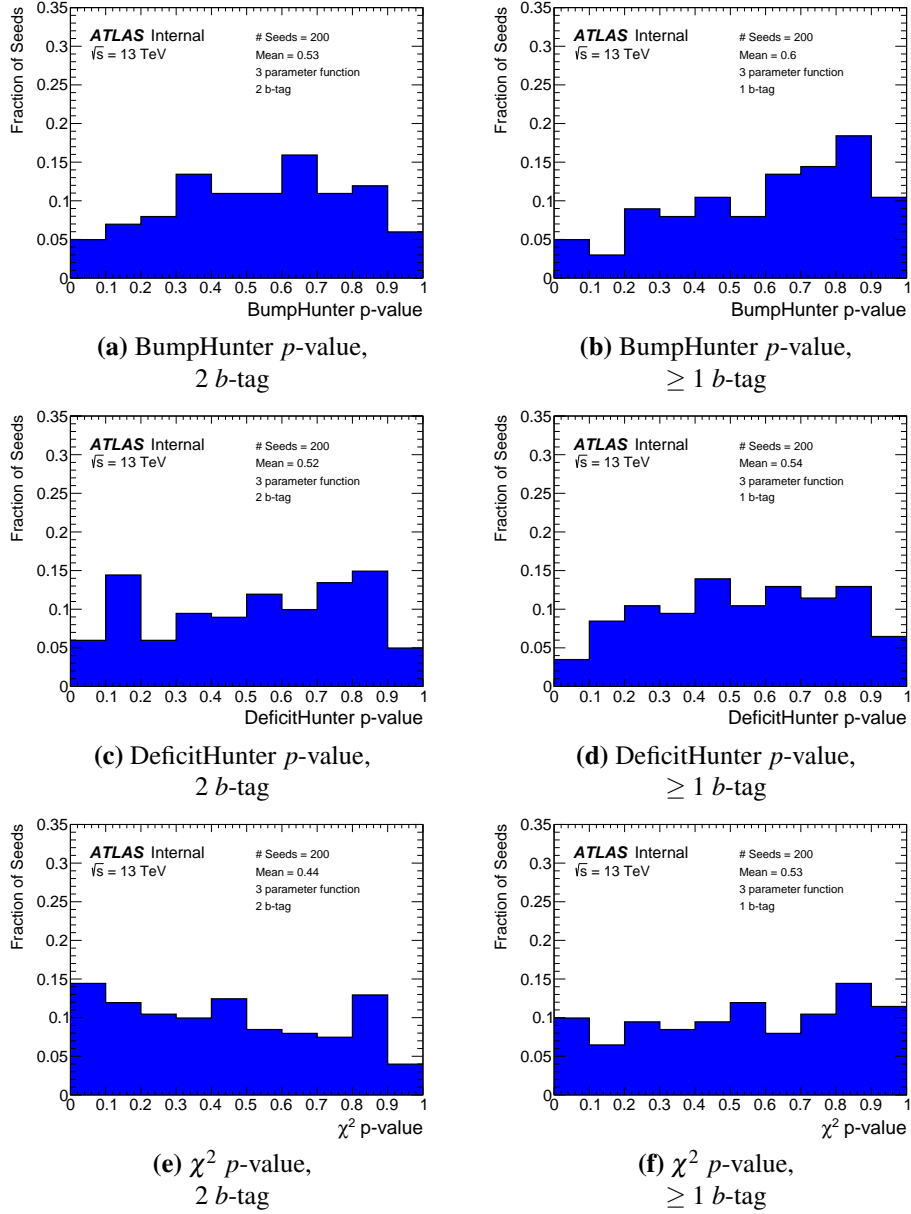 Fraction of Seeds
0.35
0.3
0.25
0.2
0.15
0.1
0.05
0
ATLAS Internal
√s = 13 TeV
# Seeds = 200
Mean = 0.53
3 parameter function
2 b-tag
0 0.1 0.2 0.3 0.4 0.5 0.6 0.7 0.8 0.9 1
BumpHunter p-value
(a) BumpHunter p-value,
2 b-tag
Fraction of Seeds
0.35
0.3
0.25
0.2
0.15
0.1
0.05
0
ATLAS Internal
√s = 13 TeV
# Seeds = 200
Mean = 0.6
3 parameter function
1 b-tag
0 0.1 0.2 0.3 0.4 0.5 0.6 0.7 0.8 0.9 1
BumpHunter p-value
(b) BumpHunter p-value,
≥ 1 b-tag
Fraction of Seeds
0.35
0.3
0.25
0.2
0.15
0.1
0.05
0
ATLAS Internal
√s = 13 TeV
# Seeds = 200
Mean = 0.52
3 parameter function
2 b-tag
0 0.1 0.2 0.3 0.4 0.5 0.6 0.7 0.8 0.9 1
DeficitHunter p-value
(c) DeficitHunter p-value,
2 b-tag
Fraction of Seeds
0.35
0.3
0.25
0.2
0.15
0.1
0.05
0
ATLAS Internal
√s = 13 TeV
# Seeds = 200
Mean = 0.54
3 parameter function
1 b-tag
0 0.1 0.2 0.3 0.4 0.5 0.6 0.7 0.8 0.9 1
DeficitHunter p-value
(d) DeficitHunter p-value,
≥ 1 b-tag
Fraction of Seeds
0.35
0.3
0.25
0.2
0.15
0.1
0.05
0
ATLAS Internal
√s = 13 TeV
# Seeds = 200
Mean = 0.44
3 parameter function
2 b-tag
0 0.1 0.2 0.3 0.4 0.5 0.6 0.7 0.8 0.9 1
χ² p-value
(e) χ² p-value,
2 b-tag
Fraction of Seeds
0.35
0.3
0.25
0.2
0.15
0.1
0.05
0
ATLAS Internal
√s = 13 TeV
# Seeds = 200
Mean = 0.53
3 parameter function
1 b-tag
0 0.1 0.2 0.3 0.4 0.5 0.6 0.7 0.8 0.9 1
χ² p-value
(f) χ² p-value,
≥ 1 b-tag